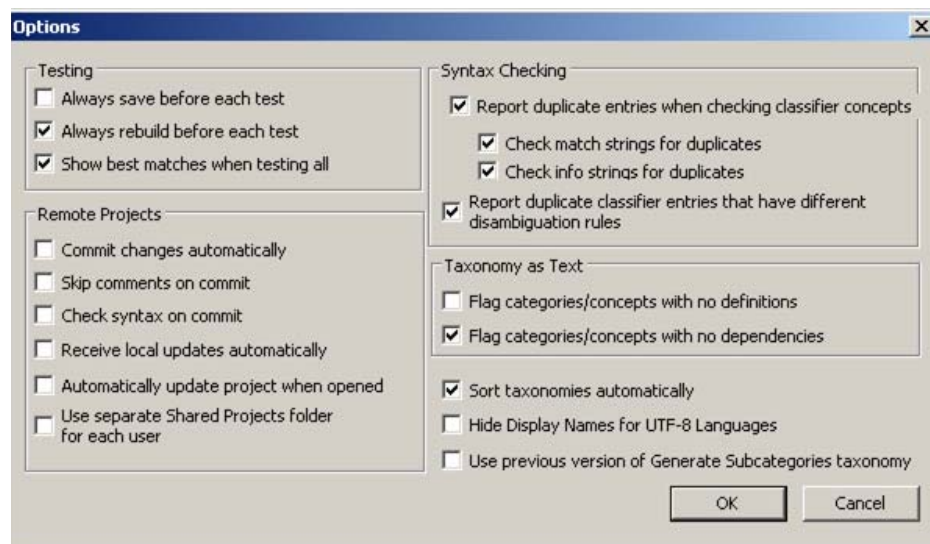 Options
Testing
Always save before each test
Always rebuild before each test
Show best matches when testing all
Remote Projects
Commit changes automatically
Skip comments on commit
Check syntax on commit
Receive local updates automatically
Automatically update project when opened
Use separate Shared Projects folder
for each user
Syntax Checking
Report duplicate entries when checking classifier concepts
Check match strings for duplicates
Check info strings for duplicates
Report duplicate classifier entries that have different
disambiguation rules
Taxonomy as Text
Flag categories/concepts with no definitions
Flag categories/concepts with no dependencies
Sort taxonomies automatically
Hide Display Names for UTF-8 Languages
Use previous version of Generate Subcategories taxonomy
OK
Cancel